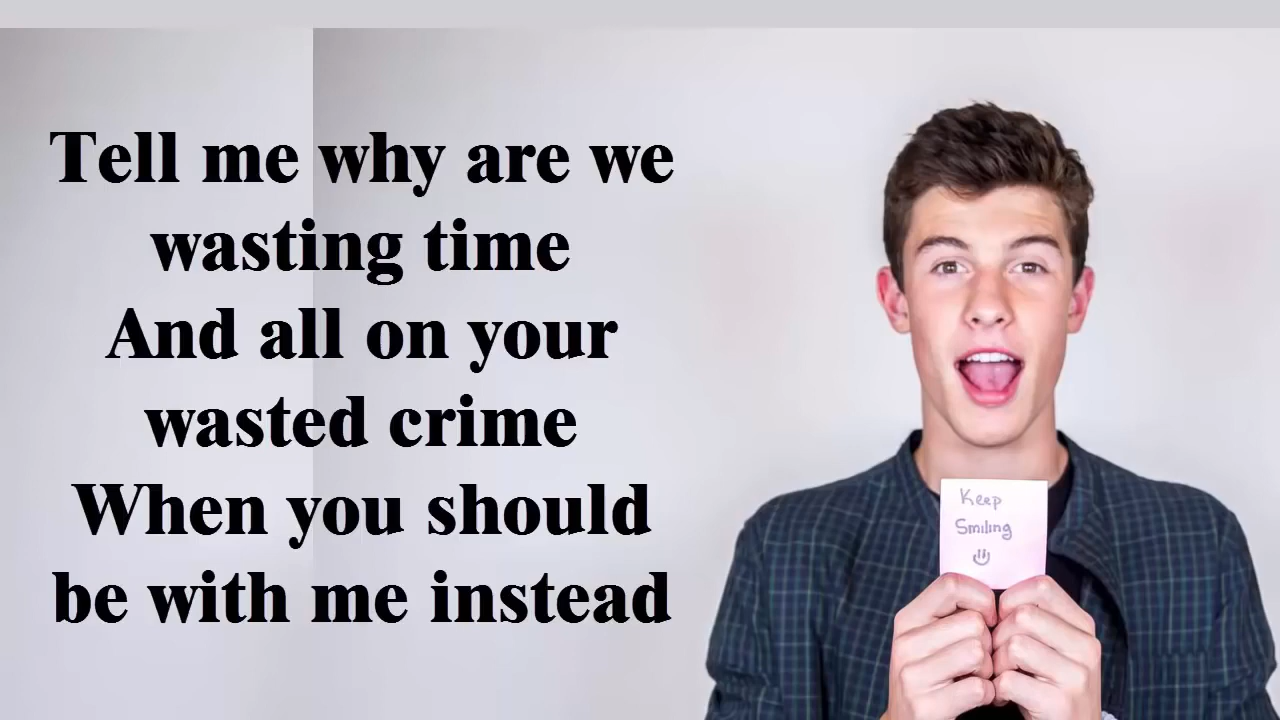 Tell me why are we
wasting time
And all on your
wasted crime
When you should
be with me instead
Keep
Smiling